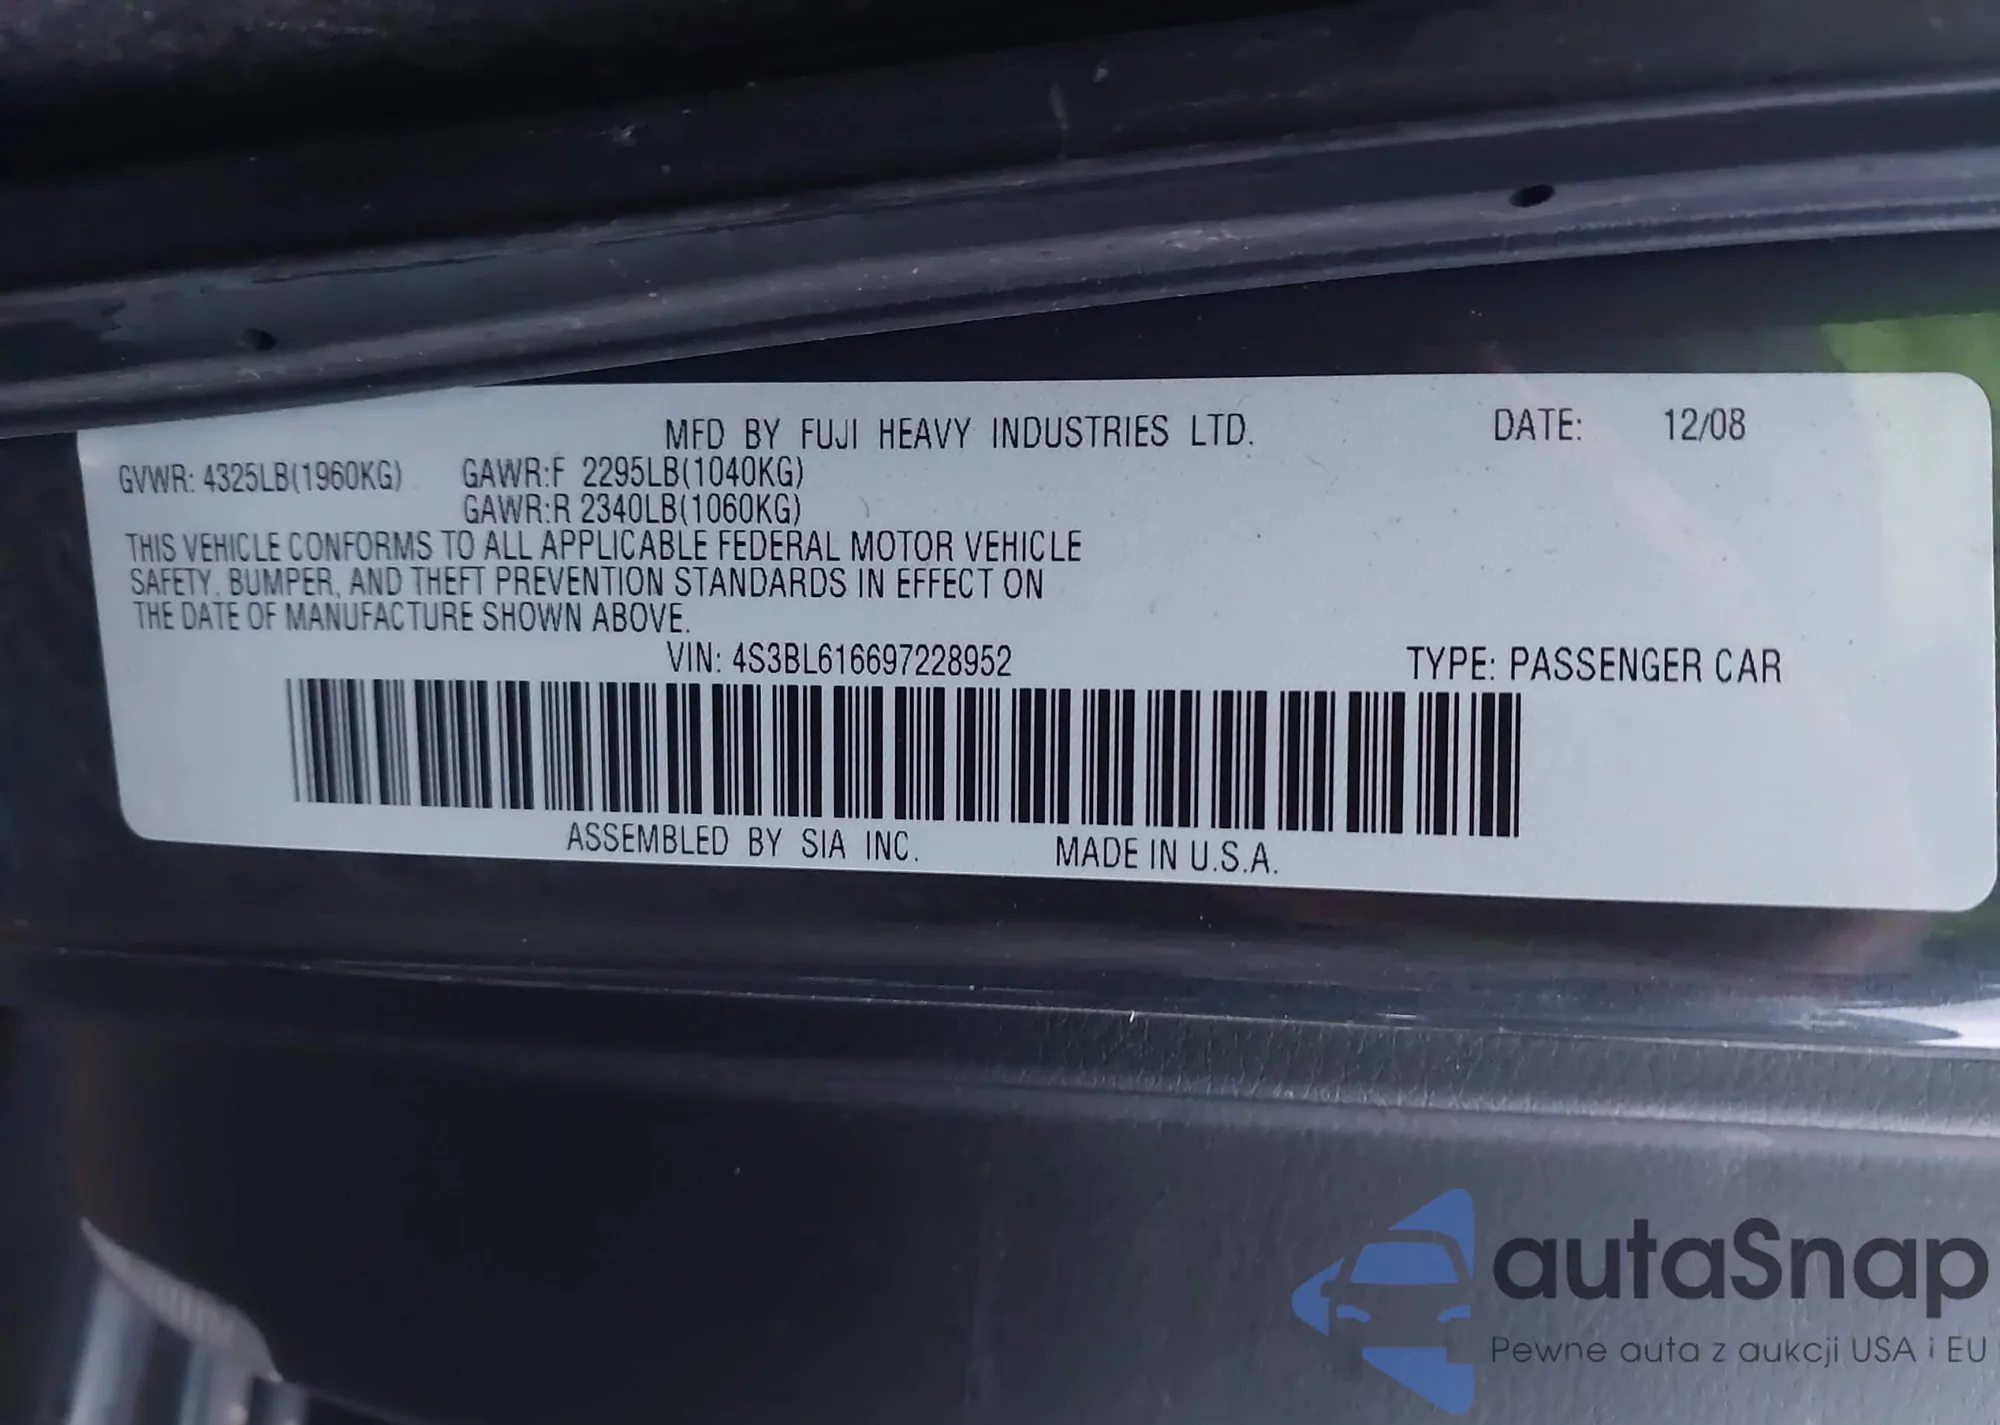 MFD BY FUJI HEAVY INDUSTRIES LTD. DATE: 12/08
GVWR: 4325LB(1960KG) GAWR:F 2295LB(1040KG)
GAWR:R 2340LB(1060KG)
THIS VEHICLE CONFORMS TO ALL APPLICABLE FEDERAL MOTOR VEHICLE
SAFETY, BUMPER, AND THEFT PREVENTION STANDARDS IN EFFECT ON
THE DATE OF MANUFACTURE SHOWN ABOVE.
VIN: 4S3BL616697228952 TYPE: PASSENGER CAR
ASSEMBLED BY SIA INC. MADE IN U.S.A.
autaSnap
Pewne auta z aukcji USA i EU